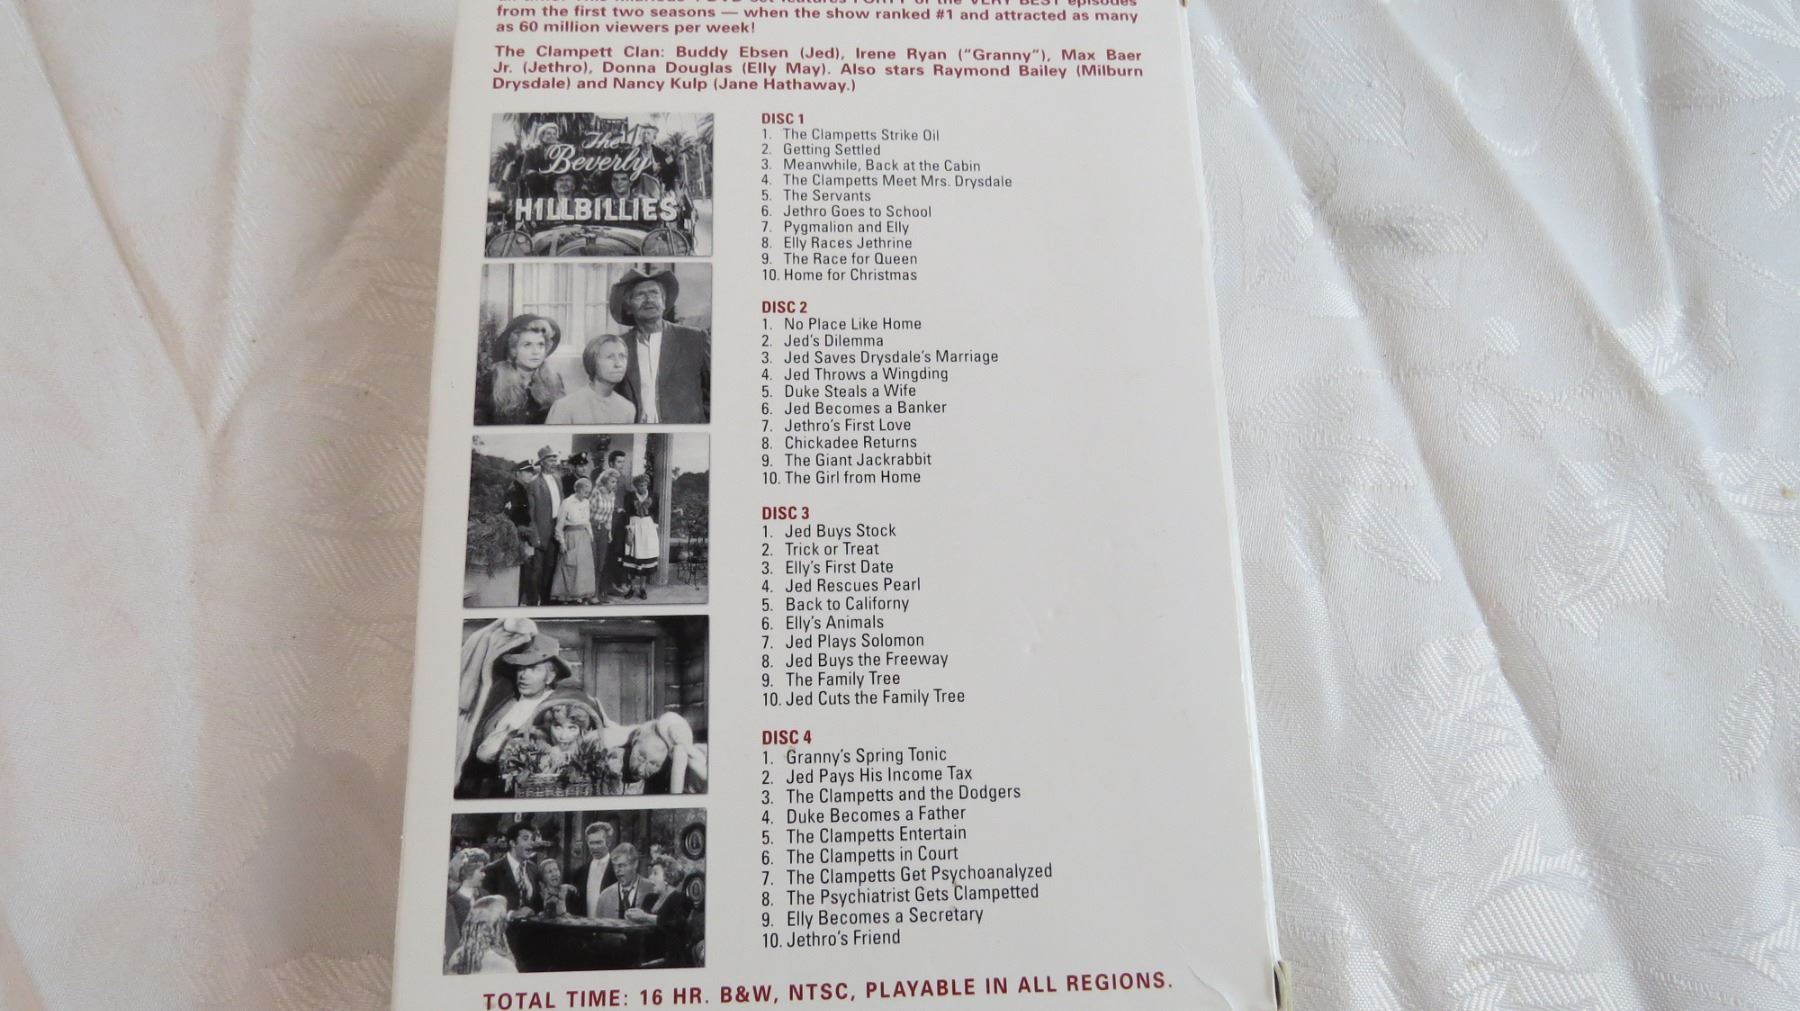 DVD set features FORTY of the VERY BEST episodes
from the first two seasons — when the show ranked #1 and attracted as many
as 60 million viewers per week!
The Clampett Clan: Buddy Ebsen (Jed), Irene Ryan ("Granny"), Max Baer
Jr. (Jethro), Donna Douglas (Elly May). Also stars Raymond Bailey (Milburn
Drysdale) and Nancy Kulp (Jane Hathaway.)
The
Beverly
HILLBILLIES
DISC 1
1. The Clampetts Strike Oil
2. Getting Settled
3. Meanwhile, Back at the Cabin
4. The Clampetts Meet Mrs. Drysdale
5. The Servants
6. Jethro Goes to School
7. Pygmalion and Elly
8. Elly Races Jethrine
9. The Race for Queen
10. Home for Christmas
DISC 2
1. No Place Like Home
2. Jed's Dilemma
3. Jed Saves Drysdale's Marriage
4. Jed Throws a Wingding
5. Duke Steals a Wife
6. Jed Becomes a Banker
7. Jethro's First Love
8. Chickadee Returns
9. The Giant Jackrabbit
10. The Girl from Home
DISC 3
1. Jed Buys Stock
2. Trick or Treat
3. Elly's First Date
4. Jed Rescues Pearl
5. Back to Californy
6. Elly's Animals
7. Jed Plays Solomon
8. Jed Buys the Freeway
9. The Family Tree
10. Jed Cuts the Family Tree
DISC 4
1. Granny's Spring Tonic
2. Jed Pays His Income Tax
3. The Clampetts and the Dodgers
4. Duke Becomes a Father
5. The Clampetts Entertain
6. The Clampetts in Court
7. The Clampetts Get Psychoanalyzed
8. The Psychiatrist Gets Clampetted
9. Elly Becomes a Secretary
10. Jethro's Friend
TOTAL TIME: 16 HR. B&W, NTSC, PLAYABLE IN ALL REGIONS.